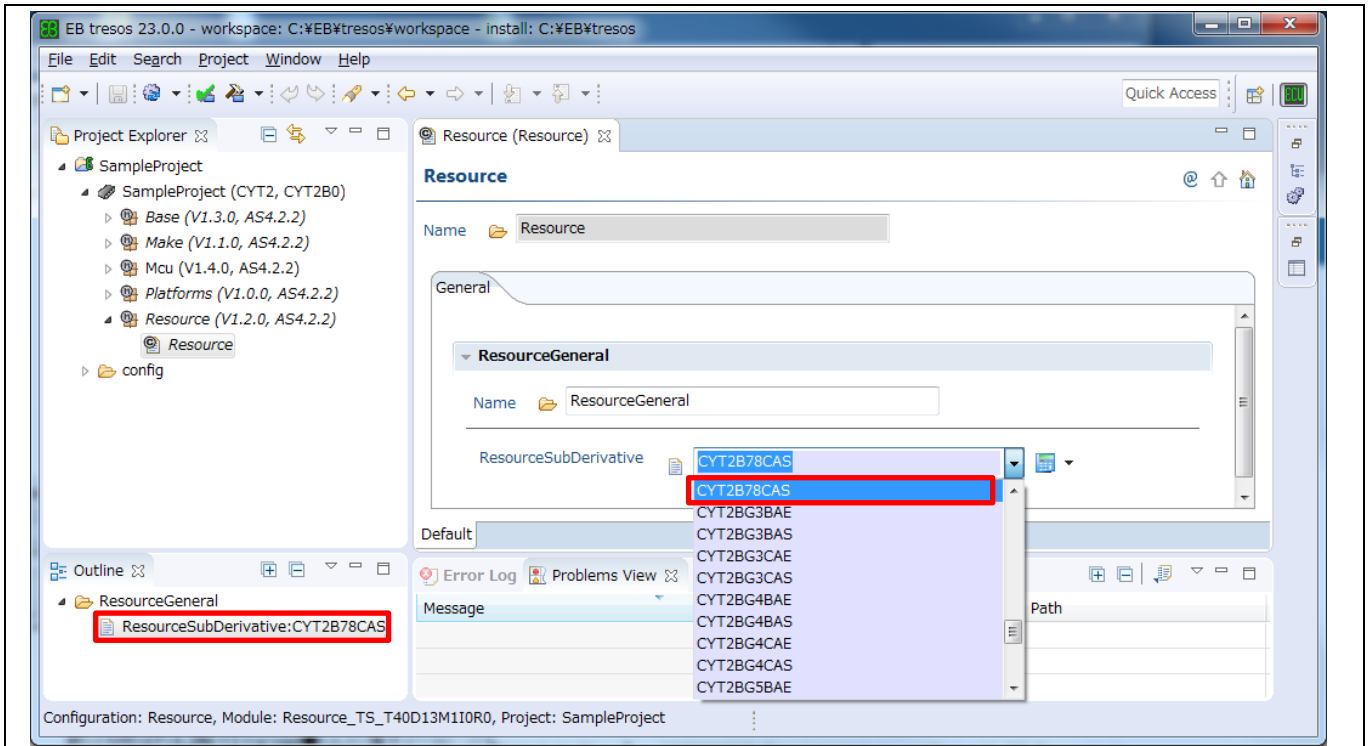 EB tresos 23.0.0 - workspace: C:¥EB¥tresos¥workspace - install: C:¥EB¥tresos
File Edit Search Project Window Help
Quick Access
Project Explorer
SampleProject
SampleProject (CYT2, CYT2B0)
Base (V1.3.0, AS4.2.2)
Make (V1.1.0, AS4.2.2)
Mcu (V1.4.0, AS4.2.2)
Platforms (V1.0.0, AS4.2.2)
Resource (V1.2.0, AS4.2.2)
Resource
config
Resource (Resource)
Resource
Name Resource
General
ResourceGeneral
Name ResourceGeneral
ResourceSubDerivative CYT2B78CAS
CYT2B78CAS
CYT2BG3BAE
CYT2BG3BAS
CYT2BG3CAE
CYT2BG3CAS
CYT2BG4BAE
CYT2BG4BAS
CYT2BG4CAE
CYT2BG4CAS
CYT2BG5BAE
Default
Outline
ResourceGeneral
ResourceSubDerivative:CYT2B78CAS
Error Log Problems View
Message Path
Configuration: Resource, Module: Resource_TS_T40D13M1I0R0, Project: SampleProject